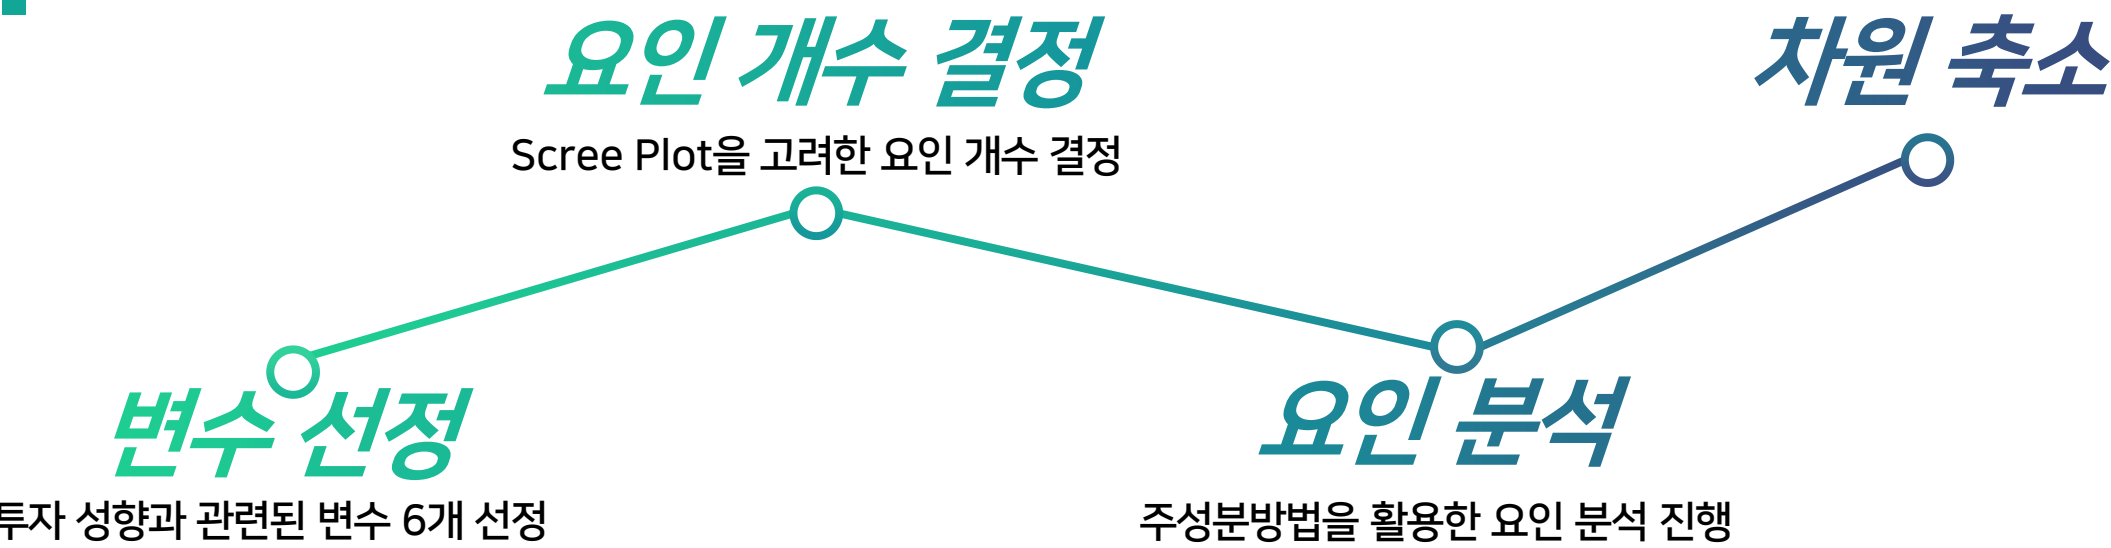 요인 개수 결정
Scree Plot을 고려한 요인 개수 결정
차원 축소
변수 선정
투자 성향과 관련된 변수 6개 선정
요인 분석
주성분방법을 활용한 요인 분석 진행